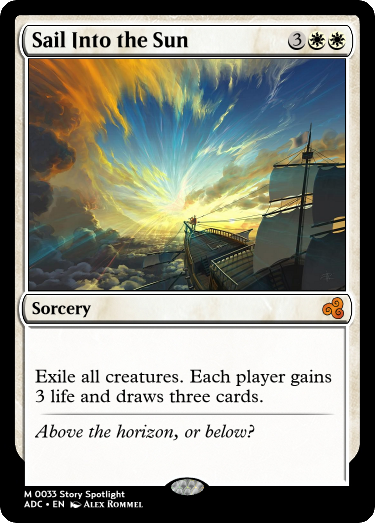 Sail Into the Sun 3
Sorcery
Exile all creatures. Each player gains
3 life and draws three cards.
Above the horizon, or below?
M 0033 Story Spotlight
ADC • EN Alex Rommel